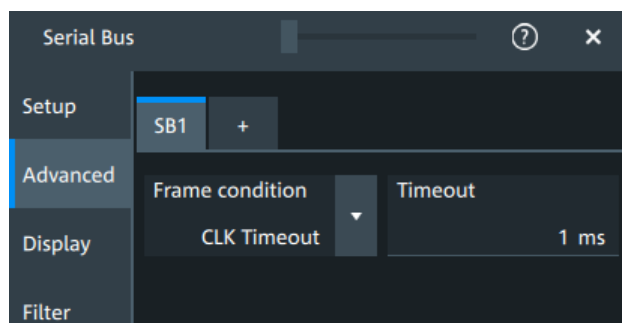 Serial Bus ? ×
Setup
SB1 +
Advanced
Frame condition Timeout
CLK Timeout 1 ms
Display
Filter